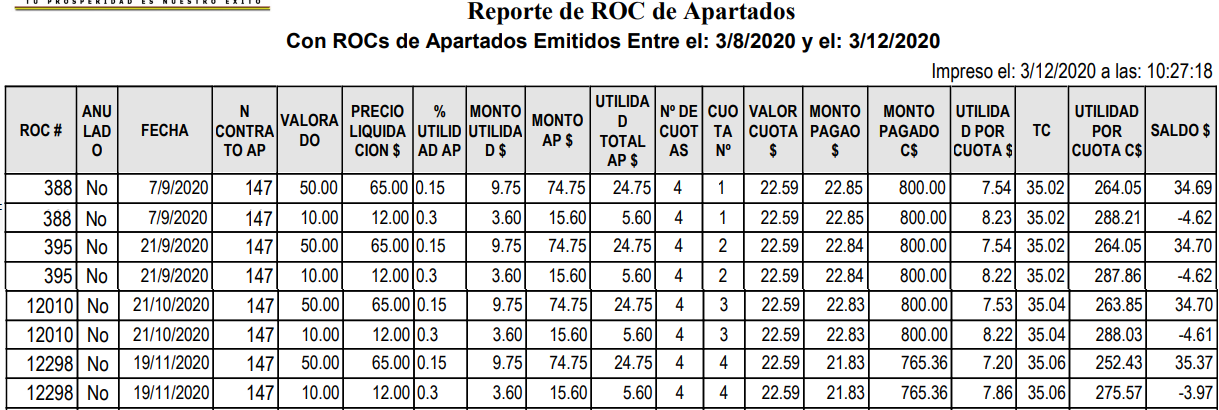 TU PROSPERIDAD ES NUESTRO EXITO
Reporte de ROC de Apartados
Con ROCs de Apartados Emitidos Entre el: 3/8/2020 y el: 3/12/2020
Impreso el: 3/12/2020 a las: 10:27:18
ROC # ANULADO FECHA N CONTRATO AP VALORADO PRECIO LIQUIDACION $ % UTILIDAD AP MONTO UTILIDAD $ MONTO AP $ UTILIDAD TOTAL AP $ Nº DE CUOTAS CUOTA Nº VALOR CUOTA $ MONTO PAGAO $ MONTO PAGADO C$ UTILIDAD POR CUOTA $ TC UTILIDAD POR CUOTA C$ SALDO $
388 No 7/9/2020 147 50.00 65.00 0.15 9.75 74.75 24.75 4 1 22.59 22.85 800.00 7.54 35.02 264.05 34.69
388 No 7/9/2020 147 10.00 12.00 0.3 3.60 15.60 5.60 4 1 22.59 22.85 800.00 8.23 35.02 288.21 -4.62
395 No 21/9/2020 147 50.00 65.00 0.15 9.75 74.75 24.75 4 2 22.59 22.84 800.00 7.54 35.02 264.05 34.70
395 No 21/9/2020 147 10.00 12.00 0.3 3.60 15.60 5.60 4 2 22.59 22.84 800.00 8.22 35.02 287.86 -4.62
12010 No 21/10/2020 147 50.00 65.00 0.15 9.75 74.75 24.75 4 3 22.59 22.83 800.00 7.53 35.04 263.85 34.70
12010 No 21/10/2020 147 10.00 12.00 0.3 3.60 15.60 5.60 4 3 22.59 22.83 800.00 8.22 35.04 288.03 -4.61
12298 No 19/11/2020 147 50.00 65.00 0.15 9.75 74.75 24.75 4 4 22.59 21.83 765.36 7.20 35.06 252.43 35.37
12298 No 19/11/2020 147 10.00 12.00 0.3 3.60 15.60 5.60 4 4 22.59 21.83 765.36 7.86 35.06 275.57 -3.97